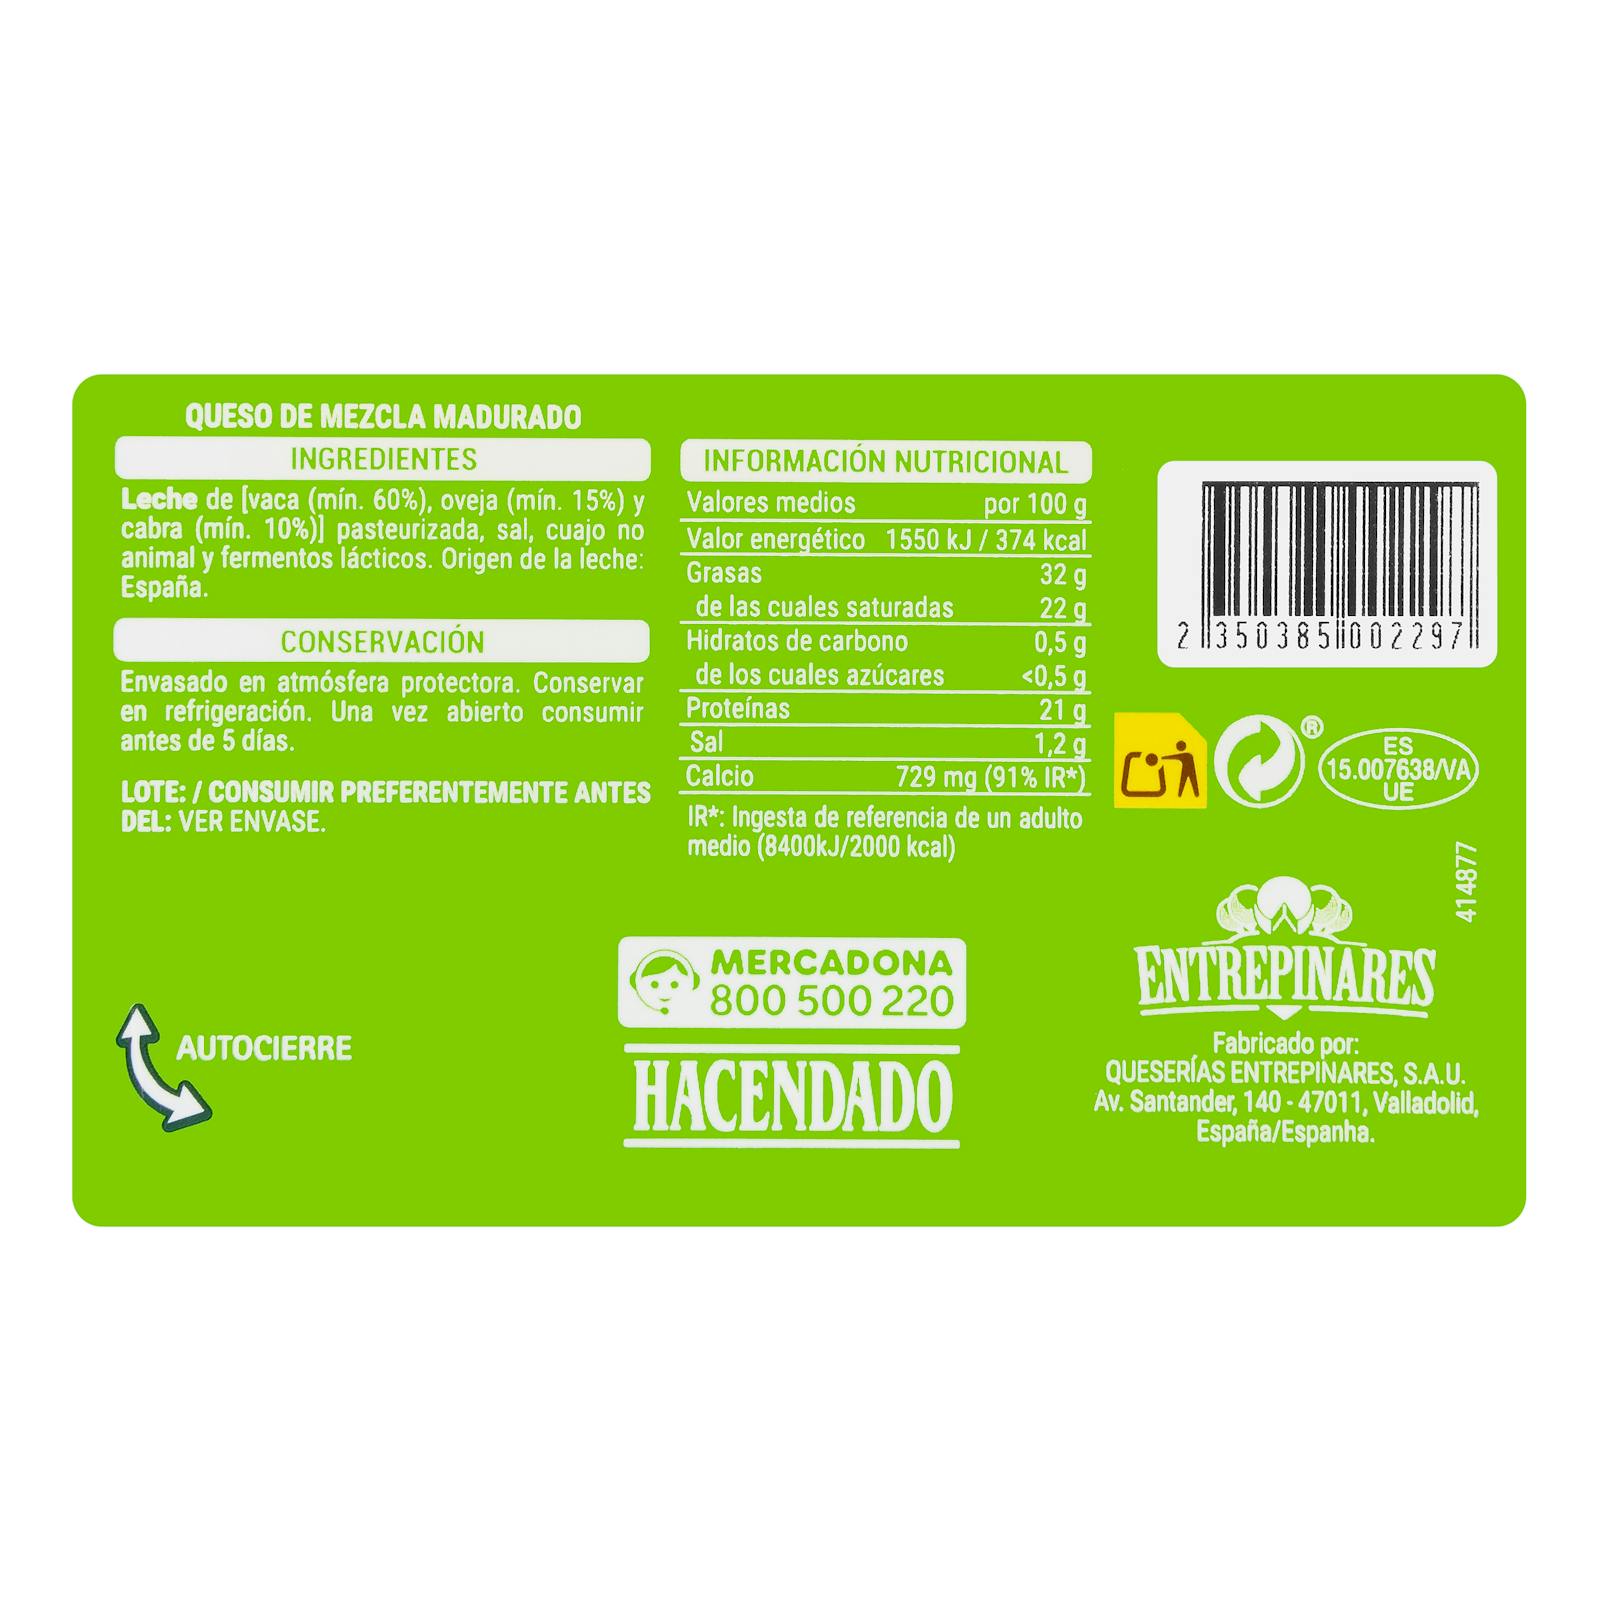 QUESO DE MEZCLA MADURADO
INGREDIENTES
Leche de [vaca (mín. 60%), oveja (mín. 15%) y
cabra (mín. 10%)] pasteurizada, sal, cuajo no
animal y fermentos lácticos. Origen de la leche:
España.
CONSERVACIÓN
Envasado en atmósfera protectora. Conservar
en refrigeración. Una vez abierto consumir
antes de 5 días.
LOTE: / CONSUMIR PREFERENTEMENTE ANTES
DEL: VER ENVASE.
AUTOCIERRE
INFORMACIÓN NUTRICIONAL
Valores medios por 100 g
Valor energético 1550 kJ / 374 kcal
Grasas 32 g
de las cuales saturadas 22 g
Hidratos de carbono 0,5 g
de los cuales azúcares <0,5 g
Proteínas 21 g
Sal 1,2 g
Calcio 729 mg (91% IR*)
IR*: Ingesta de referencia de un adulto
medio (8400kJ/2000 kcal)
MERCADONA
800 500 220
HACENDADO
2 350385 002297
®
ES
15.007638/VA
UE
414877
ENTREPINARES
Fabricado por:
QUESERÍAS ENTREPINARES, S.A.U.
Av. Santander, 140 - 47011, Valladolid,
España/Espanha.